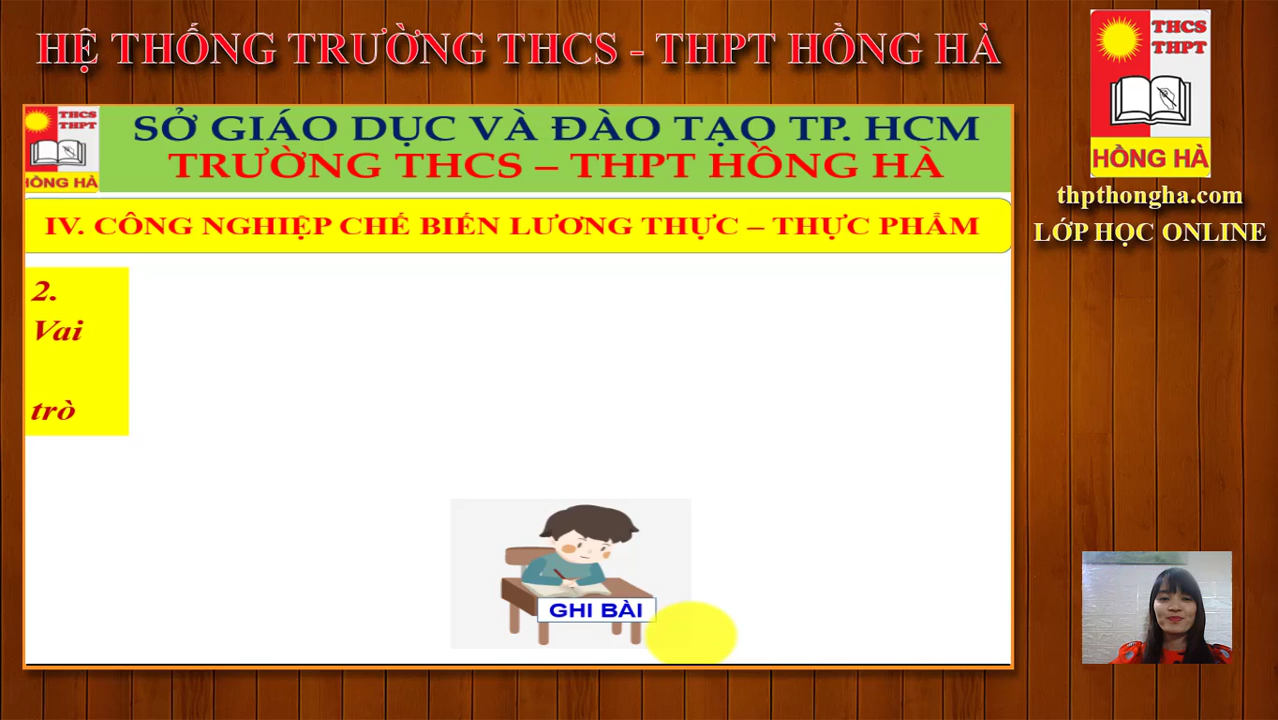 HỆ THỐNG TRƯỜNG THCS - THPT HỒNG HÀ
THCS
THPT
HỒNG HÀ
thpthongha.com
LỚP HỌC ONLINE
THCS
THPT
HỒNG HÀ
SỞ GIÁO DỤC VÀ ĐÀO TẠO TP. HCM
TRƯỜNG THCS – THPT HỒNG HÀ
IV. CÔNG NGHIỆP CHẾ BIẾN LƯƠNG THỰC – THỰC PHẨM
2.
Vai
trò
GHI BÀI